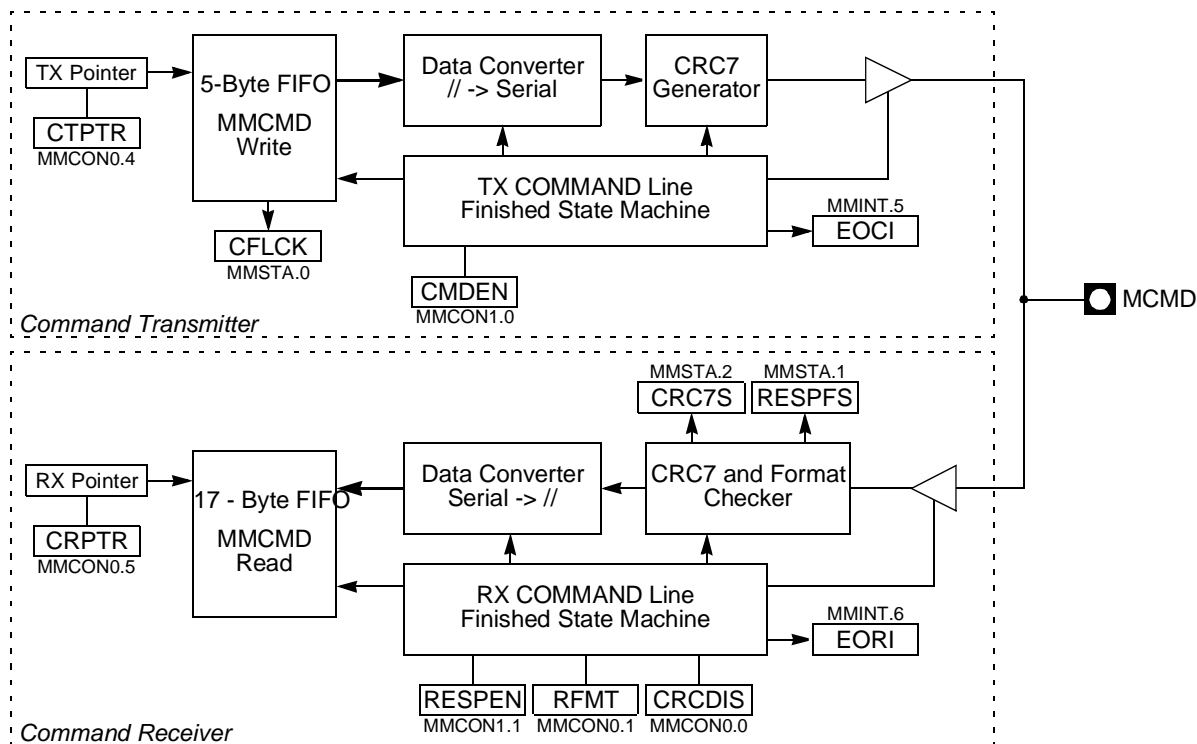 TX Pointer
CTPTR
MMCON0.4
5-Byte FIFO
MMCMD
Write
CFLCK
MMSTA.0
Data Converter
// -> Serial
CRC7
Generator
TX COMMAND Line
Finished State Machine
CMDEN
MMCON1.0
MMINT.5
EOCI
Command Transmitter
MCMD
RX Pointer
CRPTR
MMCON0.5
17 - Byte FIFO
MMCMD
Read
Data Converter
Serial -> //
MMSTA.2
CRC7S
MMSTA.1
RESPFS
CRC7 and Format
Checker
RX COMMAND Line
Finished State Machine
MMINT.6
EORI
RESPEN
MMCON1.1
RFMT
MMCON0.1
CRCDIS
MMCON0.0
Command Receiver